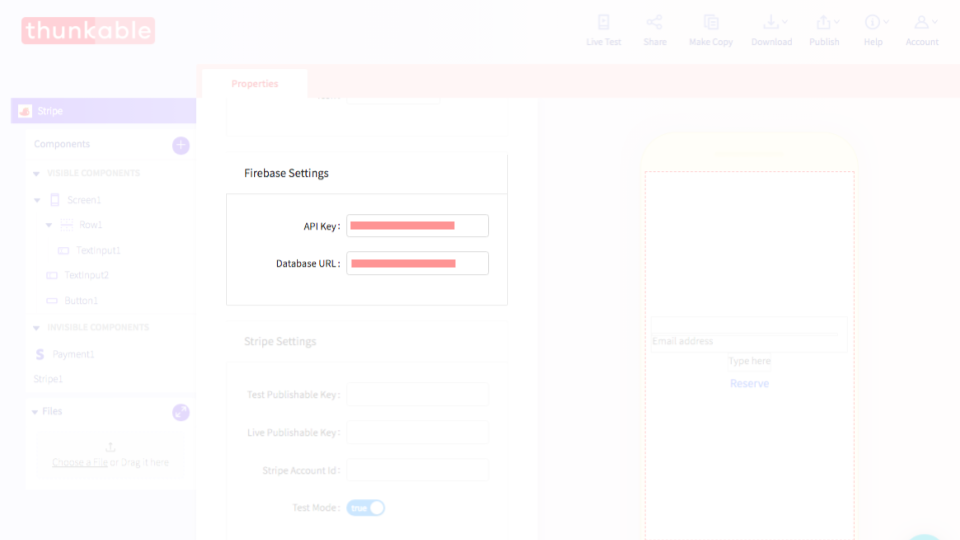 thunkable
Live Test
Share
Make Copy
Download
Publish
Help
Account
Properties
Stripe
Components
VISIBLE COMPONENTS
Screen1
Row1
TextInput1
TextInput2
Button1
INVISIBLE COMPONENTS
Payment1
Stripe1
Files
Choose a File or Drag it here
Firebase Settings
API Key:
Database URL:
Stripe Settings
Test Publishable Key:
Live Publishable Key:
Stripe Account Id:
Test Mode: true
Email address
Type here
Reserve